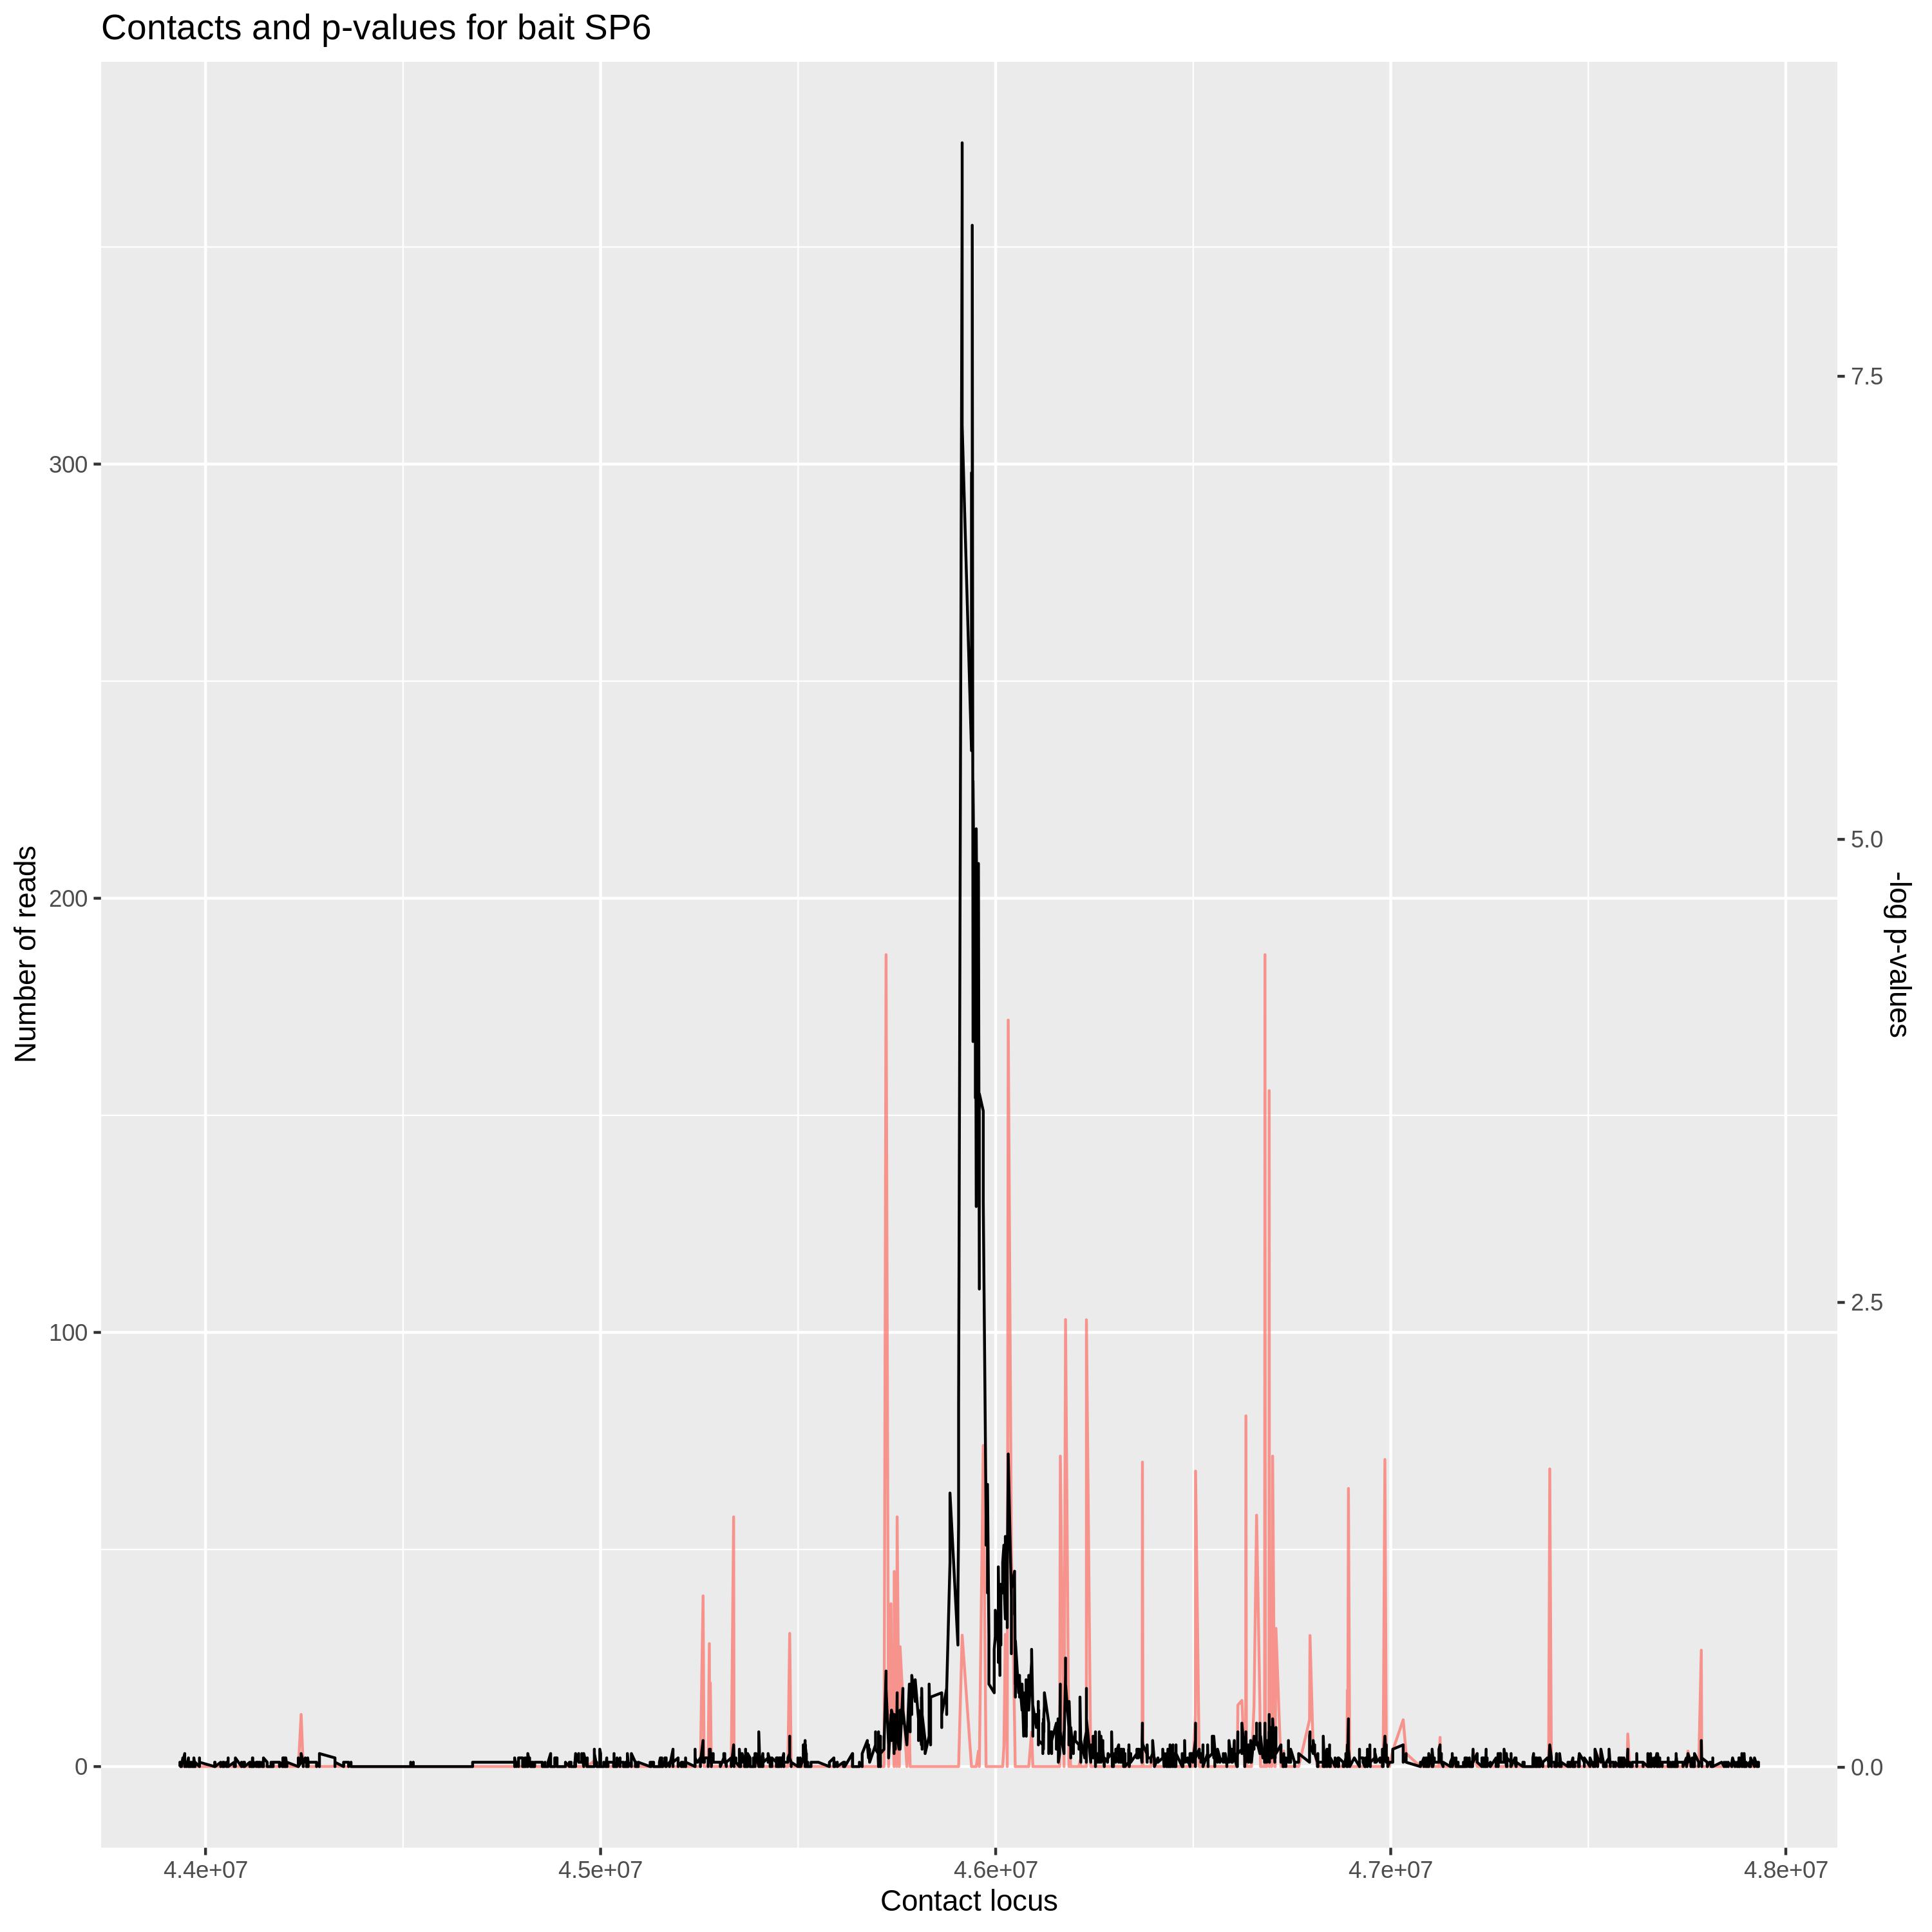 Contacts and p-values for bait SP6
Number of reads
300
200
100
0
7.5
5.0
2.5
0.0
-log p-values
4.4e+07
4.5e+07
4.6e+07
4.7e+07
4.8e+07
Contact locus